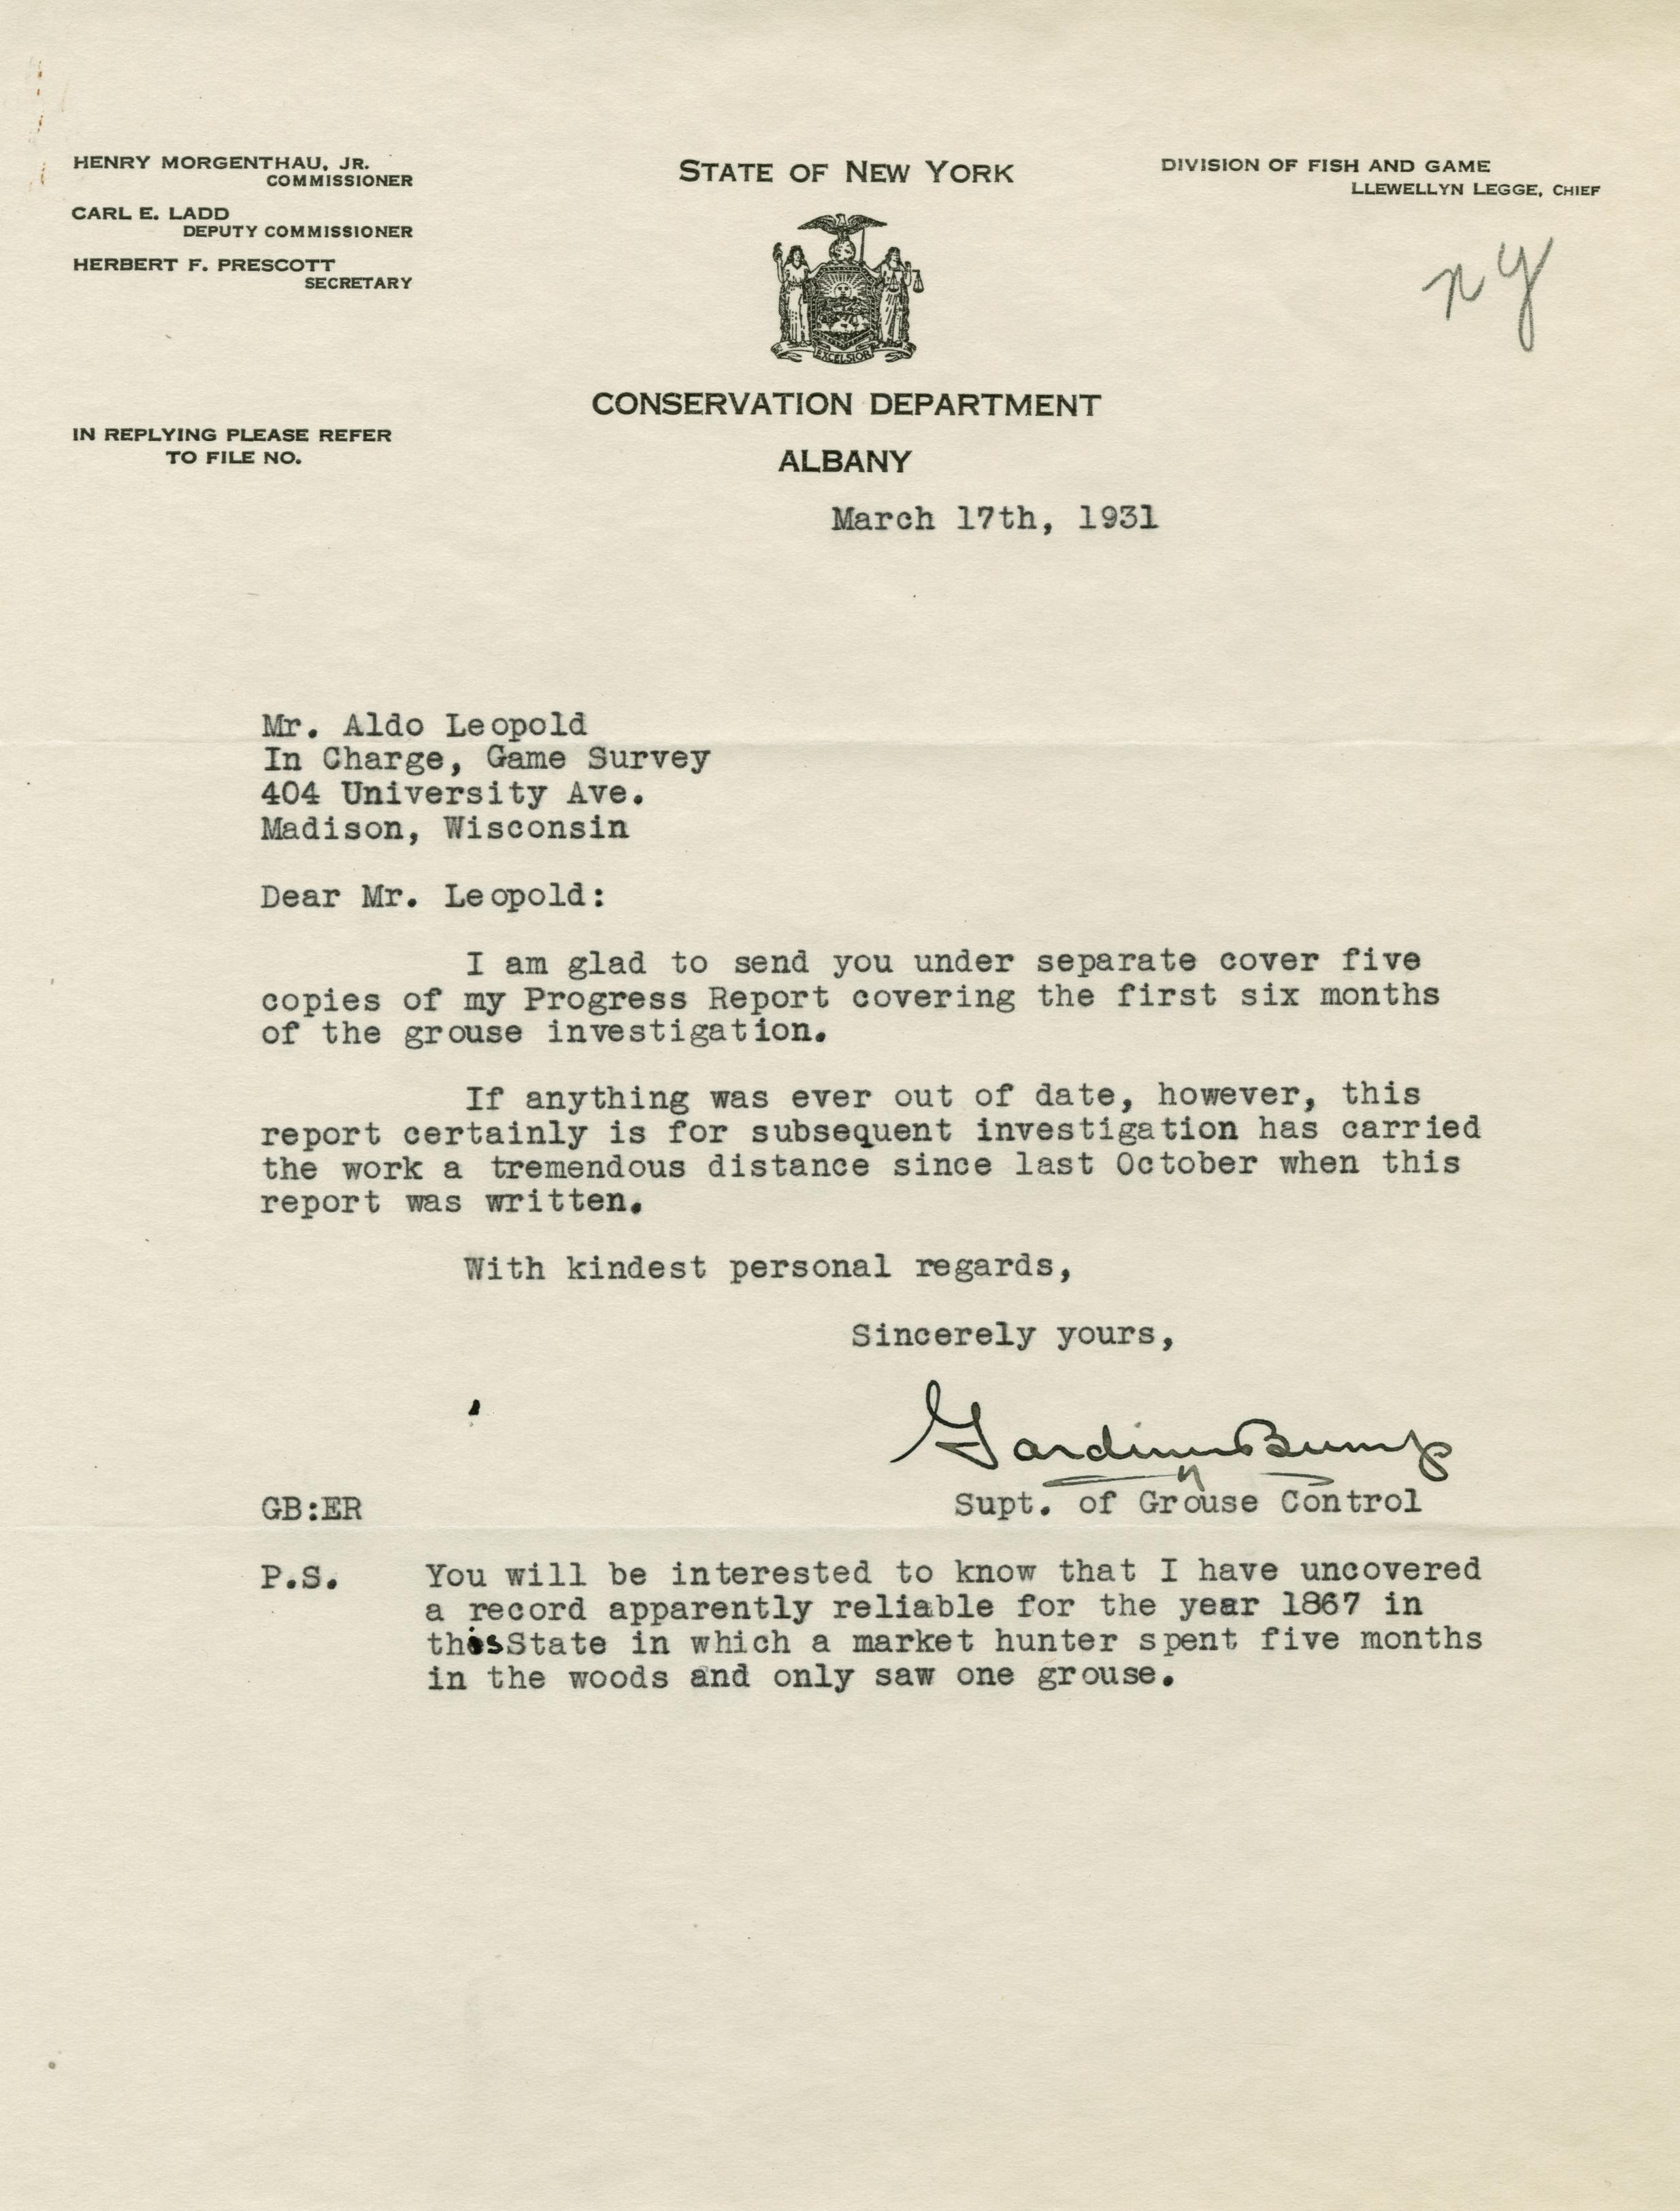 HENRY MORGENTHAU, JR.
COMMISSIONER
CARL E. LADD
DEPUTY COMMISSIONER
HERBERT F. PRESCOTT
SECRETARY
STATE OF NEW YORK
EXCELSIOR
DIVISION OF FISH AND GAME
LLEWELLYN LEGGE, CHIEF
ny
CONSERVATION DEPARTMENT
ALBANY
IN REPLYING PLEASE REFER
TO FILE NO.
March 17th, 1931
Mr. Aldo Leopold
In Charge, Game Survey
404 University Ave.
Madison, Wisconsin
Dear Mr. Leopold:
I am glad to send you under separate cover five
copies of my Progress Report covering the first six months
of the grouse investigation.
If anything was ever out of date, however, this
report certainly is for subsequent investigation has carried
the work a tremendous distance since last October when this
report was written.
With kindest personal regards,
Sincerely yours,
Gardiner Bump
Supt. of Grouse Control
GB:ER
P.S. You will be interested to know that I have uncovered
a record apparently reliable for the year 1867 in
this State in which a market hunter spent five months
in the woods and only saw one grouse.